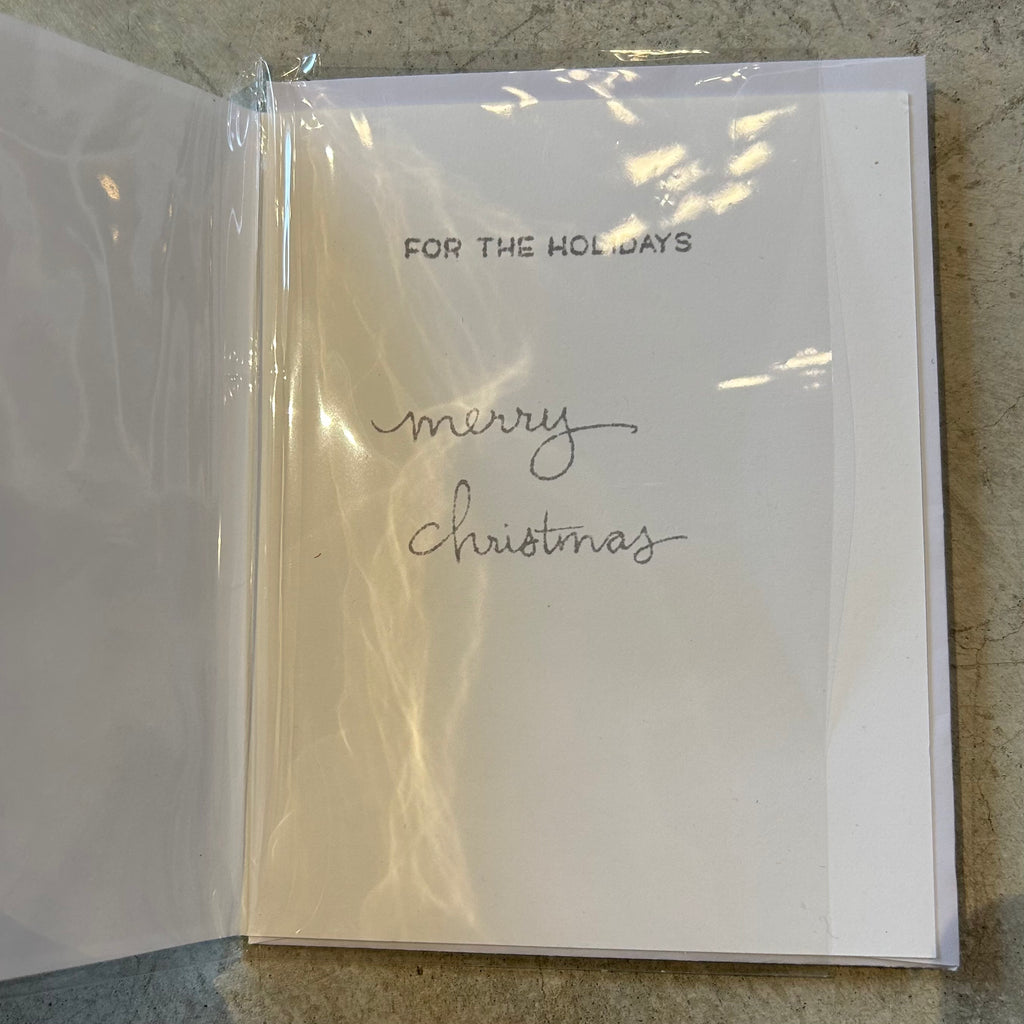 FOR THE HOLIDAYS
merry
christmas